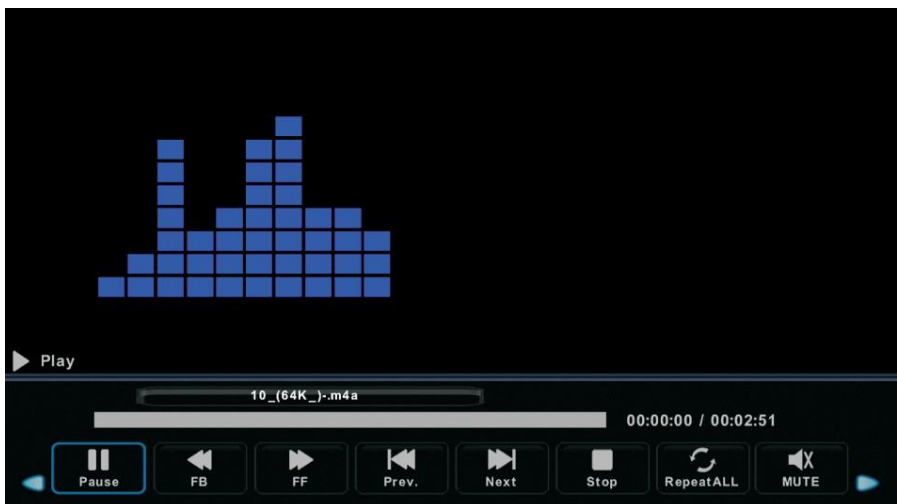 Play
10_(64K_)-.m4a
00:00:00 / 00:02:51
Pause
FB
FF
Prev.
Next
Stop
RepeatALL
MUTE